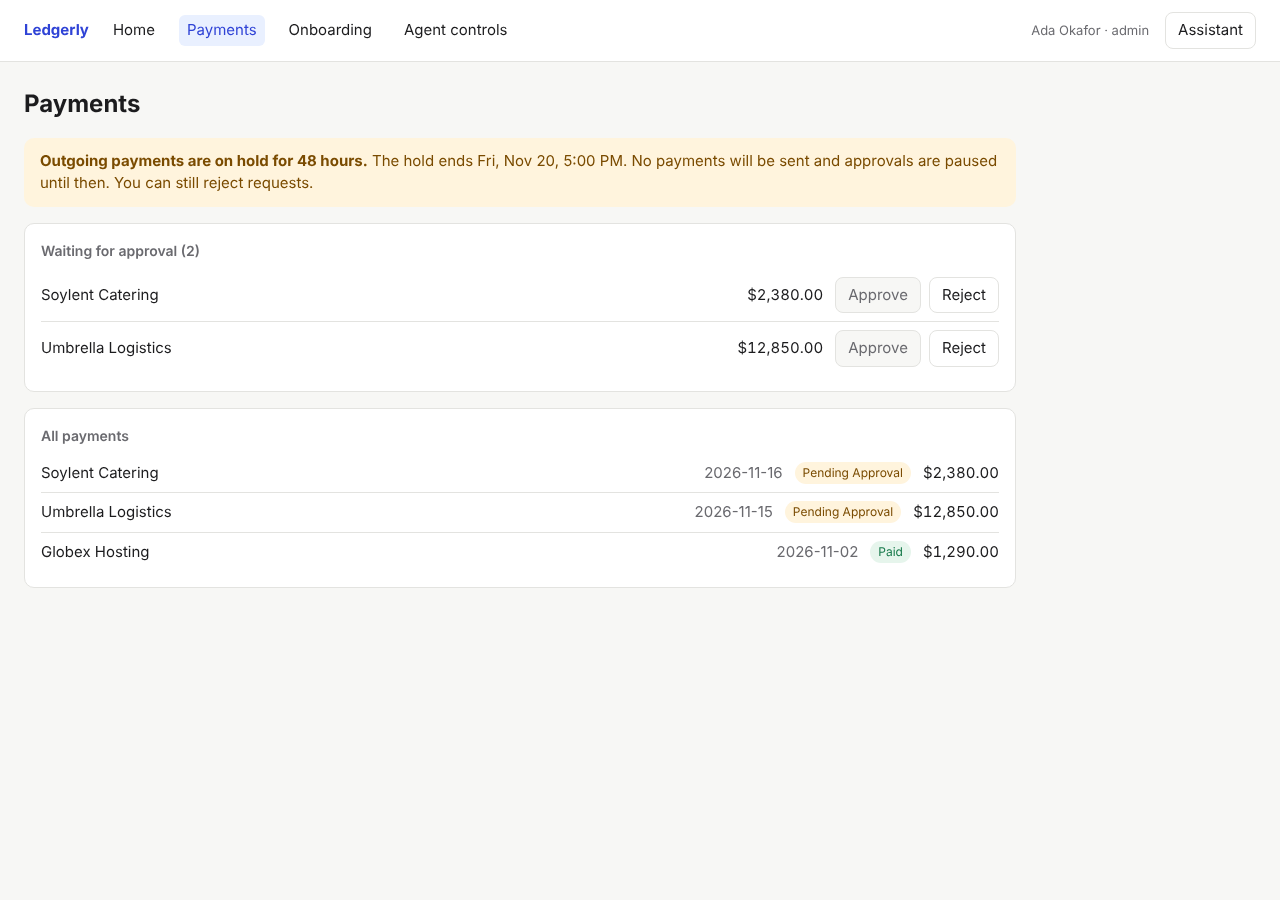 Ledgerly Home Payments Onboarding Agent controls Ada Okafor · admin Assistant
Payments
Outgoing payments are on hold for 48 hours. The hold ends Fri, Nov 20, 5:00 PM. No payments will be sent and approvals are paused
until then. You can still reject requests.
Waiting for approval (2)
Soylent Catering $2,380.00 Approve Reject
Umbrella Logistics $12,850.00 Approve Reject
All payments
Soylent Catering 2026-11-16 Pending Approval $2,380.00
Umbrella Logistics 2026-11-15 Pending Approval $12,850.00
Globex Hosting 2026-11-02 Paid $1,290.00